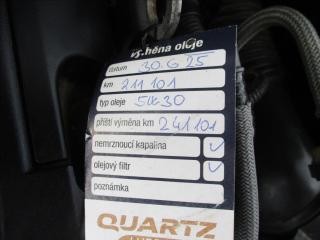 výměna oleje
datum 30.6 25
km 211 101
typ oleje 5W30
příští výměna km 241 101
nemrznoucí kapalina ✓
olejový filtr ✓
poznámka
QUARTZ